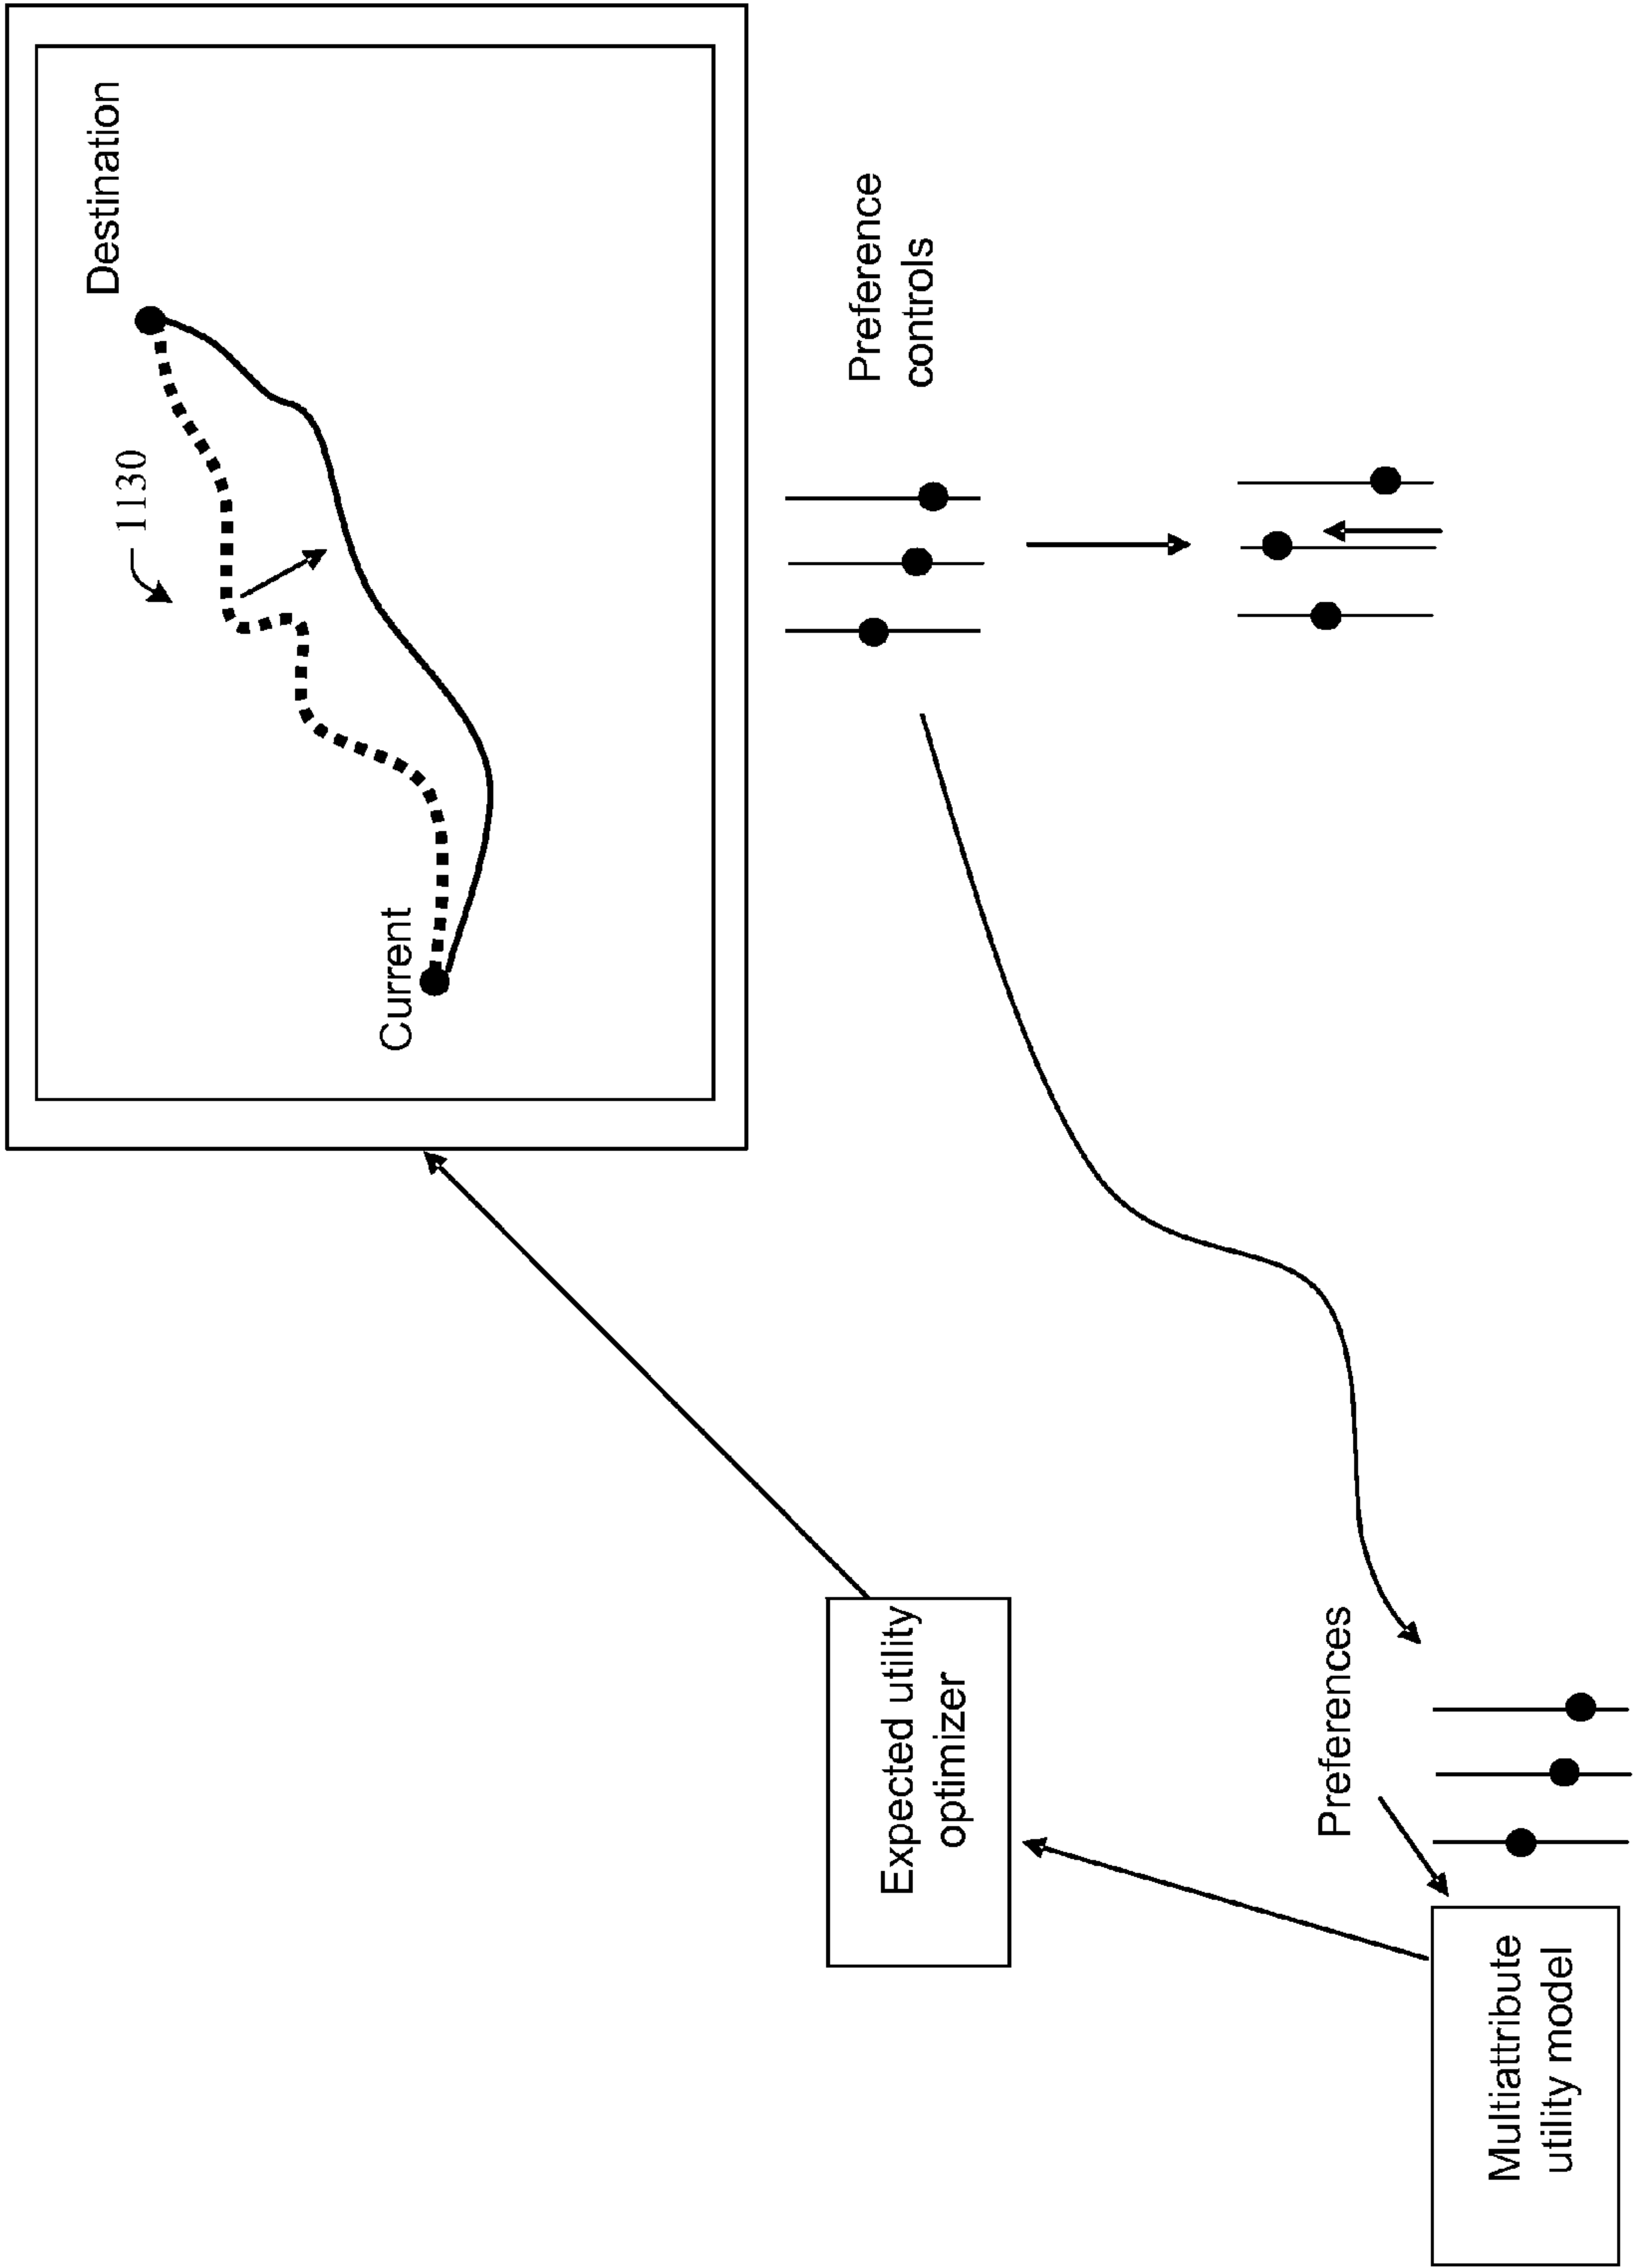 Destination
1130
Current
Preference
controls
Expected utility
optimizer
Preferences
Multiattribute
utility model